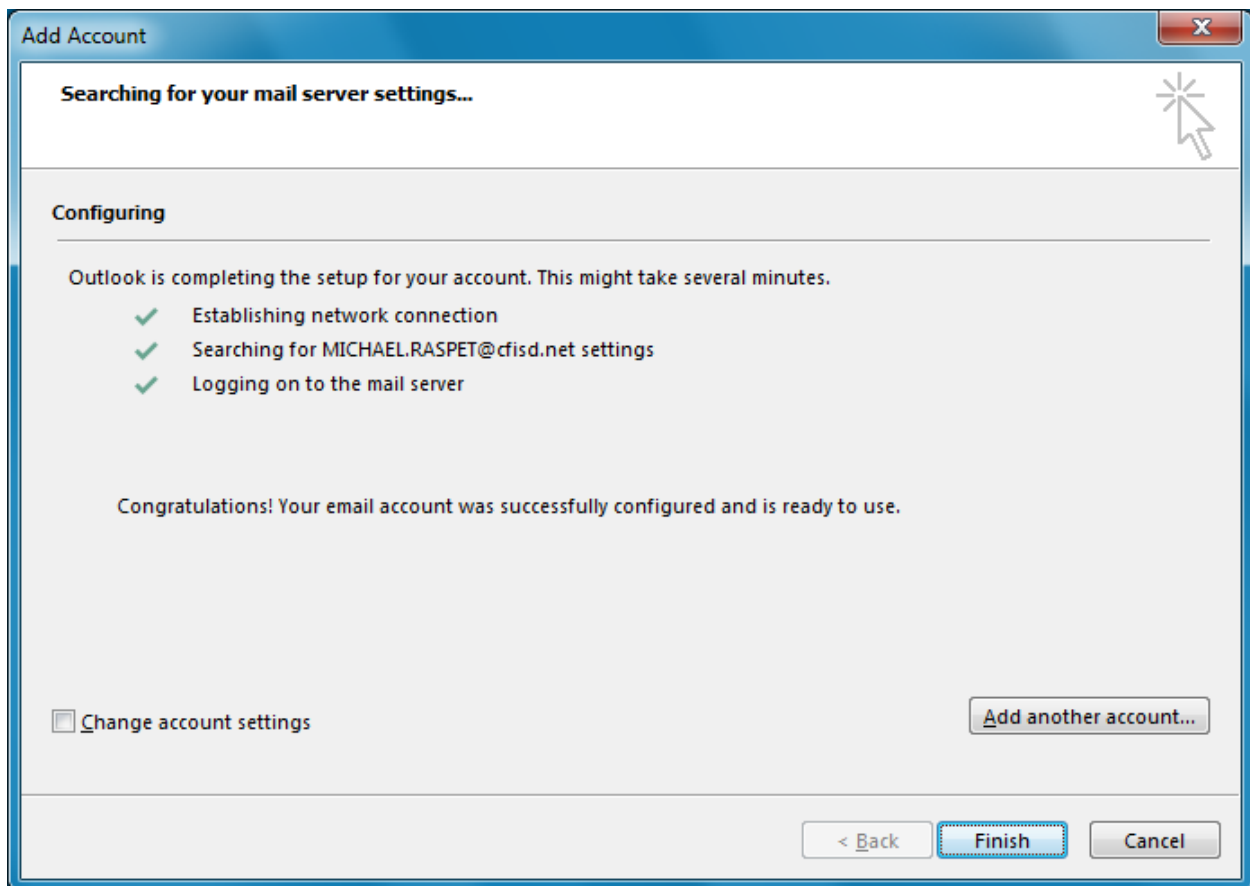 Add Account
Searching for your mail server settings...
Configuring
Outlook is completing the setup for your account. This might take several minutes.
Establishing network connection
Searching for MICHAEL.RASPET@cfisd.net settings
Logging on to the mail server
Congratulations! Your email account was successfully configured and is ready to use.
Change account settings
Add another account...
< Back
Finish
Cancel